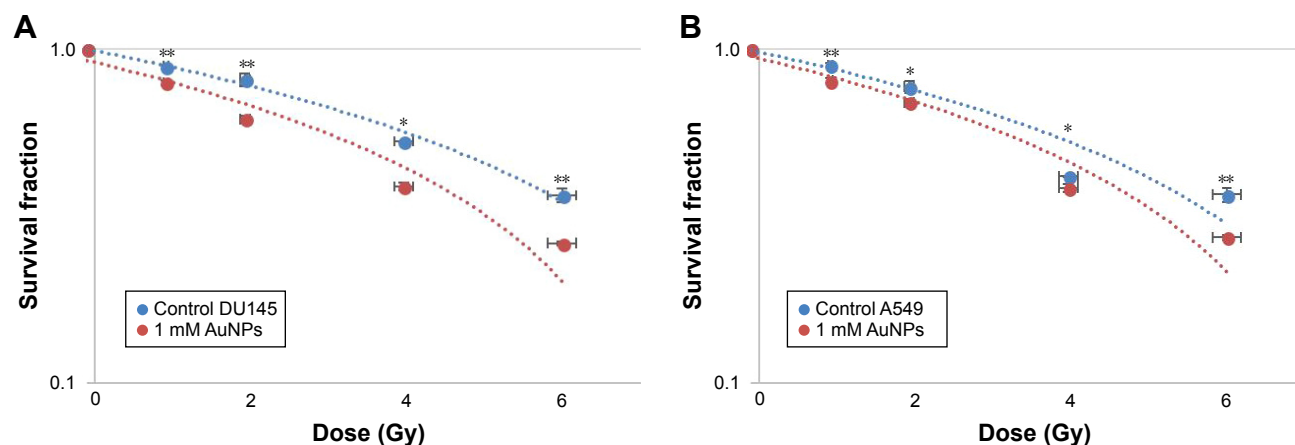 A
1.0
**
**
*
**
Survival fraction
Control DU145
1 mM AuNPs
0.1
0
2
4
6
Dose (Gy)
B
1.0
**
*
*
**
Survival fraction
Control A549
1 mM AuNPs
0.1
0
2
4
6
Dose (Gy)